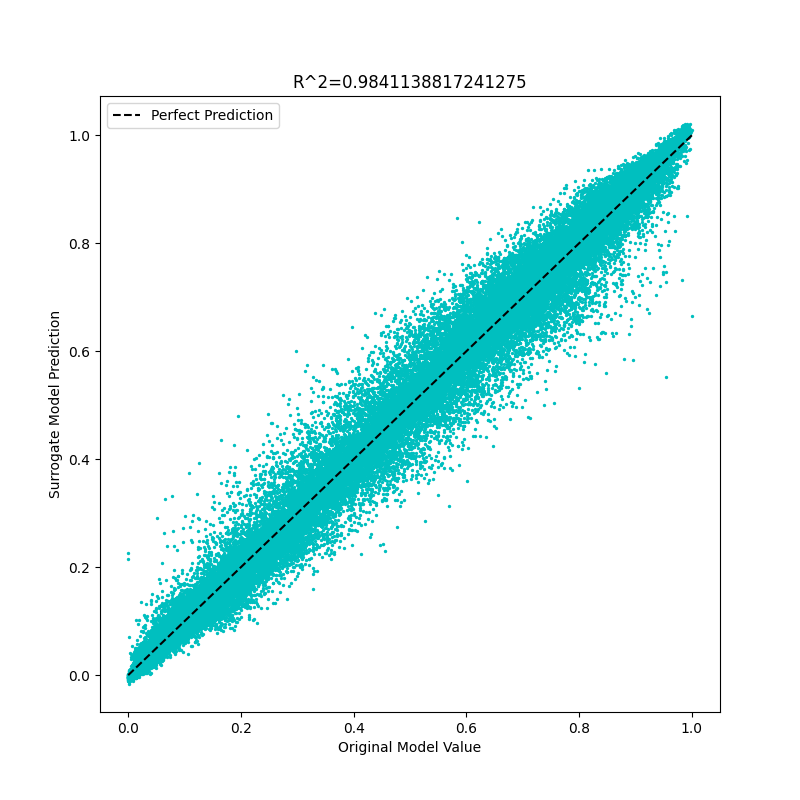 R^2=0.9841138817241275
Perfect Prediction
1.0
0.8
0.6
0.4
0.2
0.0
Surrogate Model Prediction
0.0 0.2 0.4 0.6 0.8 1.0
Original Model Value